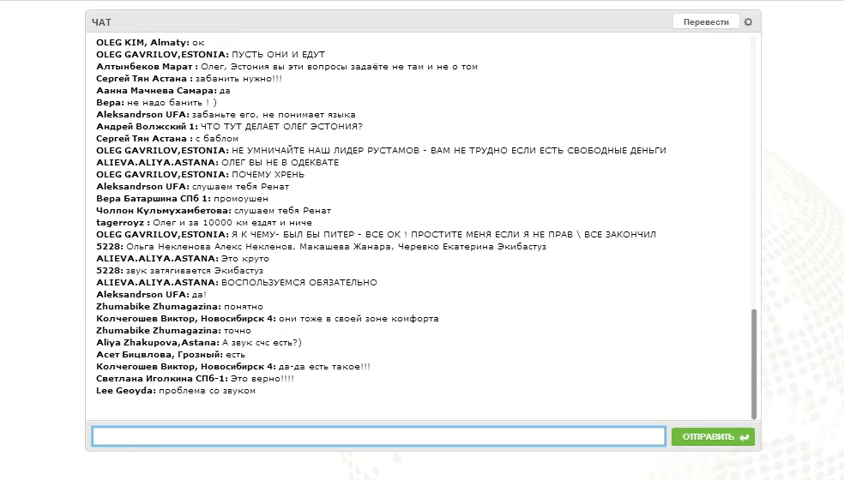 ЧАТ
Перевести
OLEG KIM, Almaty: ок
OLEG GAVRILOV,ESTONIA: ПУСТЬ ОНИ И ЕДУТ
Алтынбеков Марат : Олег, Эстония вы эти вопросы задаёте не там и не о том
Сергей Тян Астана : забанить нужно!!!
Аанна Мачнева Самара: да
Вера: не надо банить ! )
Aleksandrson UFA: забаньте его, не понимает языка
Андрей Волжский 1: ЧТО ТУТ ДЕЛАЕТ ОЛЕГ ЭСТОНИЯ?
Сергей Тян Астана : с баблом
OLEG GAVRILOV,ESTONIA: НЕ УМНИЧАЙТЕ НАШ ЛИДЕР РУСТАМОВ - ВАМ НЕ ТРУДНО ЕСЛИ ЕСТЬ СВОБОДНЫЕ ДЕНЬГИ
ALIEVA.ALIYA.ASTANA: ОЛЕГ ВЫ НЕ В ОДЕКВАТЕ
OLEG GAVRILOV,ESTONIA: ПОЧЕМУ ХРЕНЬ
Aleksandrson UFA: слушаем тебя Ренат
Вера Батаршина СПб 1: промоушен
Чолпон Кульмухамбетова: слушаем тебя Ренат
tagerroyz : Олег и за 10000 км ездят и ниче
OLEG GAVRILOV,ESTONIA: Я К ЧЕМУ- БЫЛ БЫ ПИТЕР - ВСЕ ОК ! ПРОСТИТЕ МЕНЯ ЕСЛИ Я НЕ ПРАВ \ ВСЕ ЗАКОНЧИЛ
5228: Ольга Некленова Алекс Некленов, Макашева Жанара, Черевко Екатерина Экибастуз
ALIEVA.ALIYA.ASTANA: Это круто
5228: звук затягивается Экибастуз
ALIEVA.ALIYA.ASTANA: ВОСПОЛЬЗУЕМСЯ ОБЯЗАТЕЛЬНО
Aleksandrson UFA: да!
Zhumabike Zhumagazina: понятно
Колчегошев Виктор, Новосибирск 4: они тоже в своей зоне комфорта
Zhumabike Zhumagazina: точно
Aliya Zhakupova,Astana: А звук счс есть?)
Асет Бицвлова, Грозный: есть
Колчегошев Виктор, Новосибирск 4: да-да есть такое!!!
Светлана Иголкина СПб-1: Это верно!!!!
Lee Geoyda: проблема со звуком
ОТПРАВИТЬ